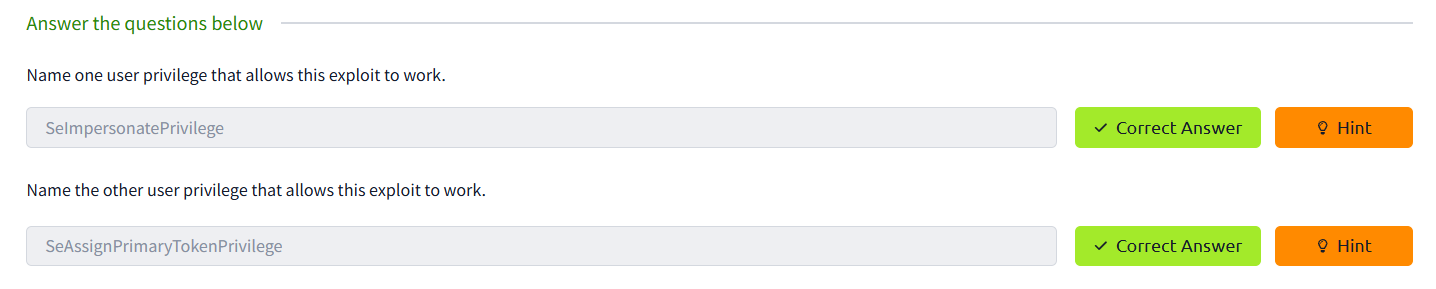 Answer the questions below
Name one user privilege that allows this exploit to work.
SeImpersonatePrivilege
Correct Answer
Hint
Name the other user privilege that allows this exploit to work.
SeAssignPrimaryTokenPrivilege
Correct Answer
Hint